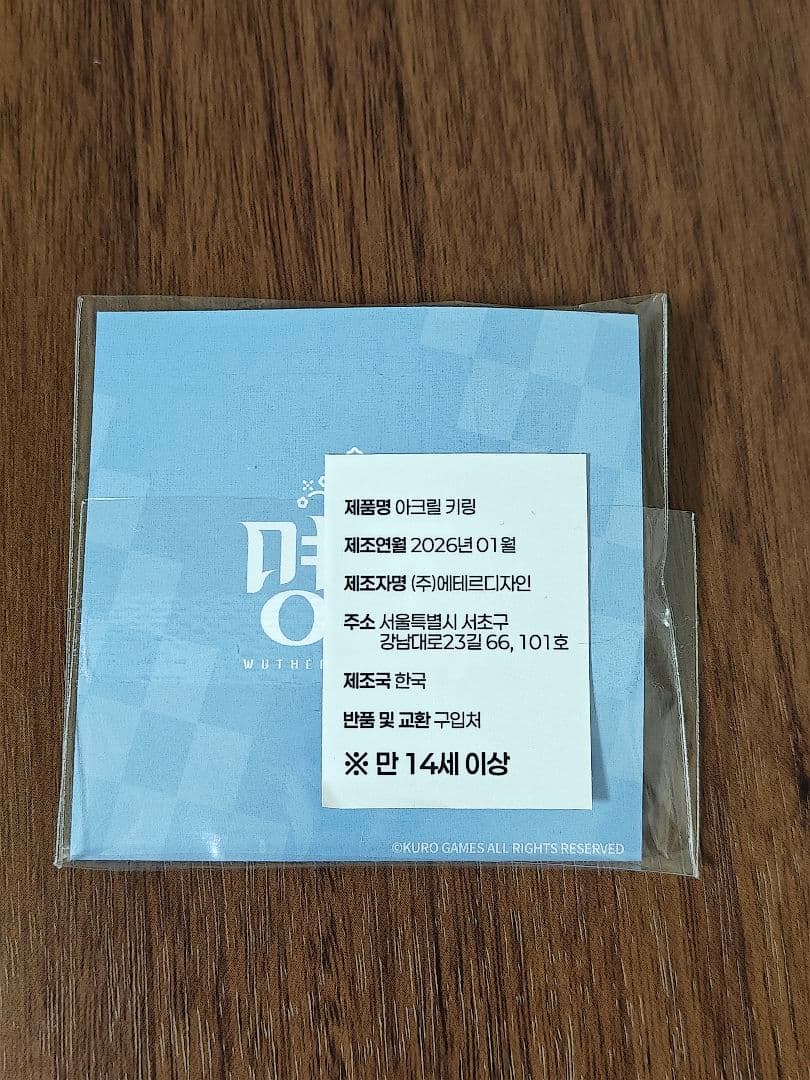 명
WUTHER
제품명 아크릴 키링
제조연월 2026년 01월
제조자명 (주)에테르디자인
주소 서울특별시 서초구
강남대로23길 66, 101호
제조국 한국
반품 및 교환 구입처
※ 만 14세 이상
©KURO GAMES ALL RIGHTS RESERVED